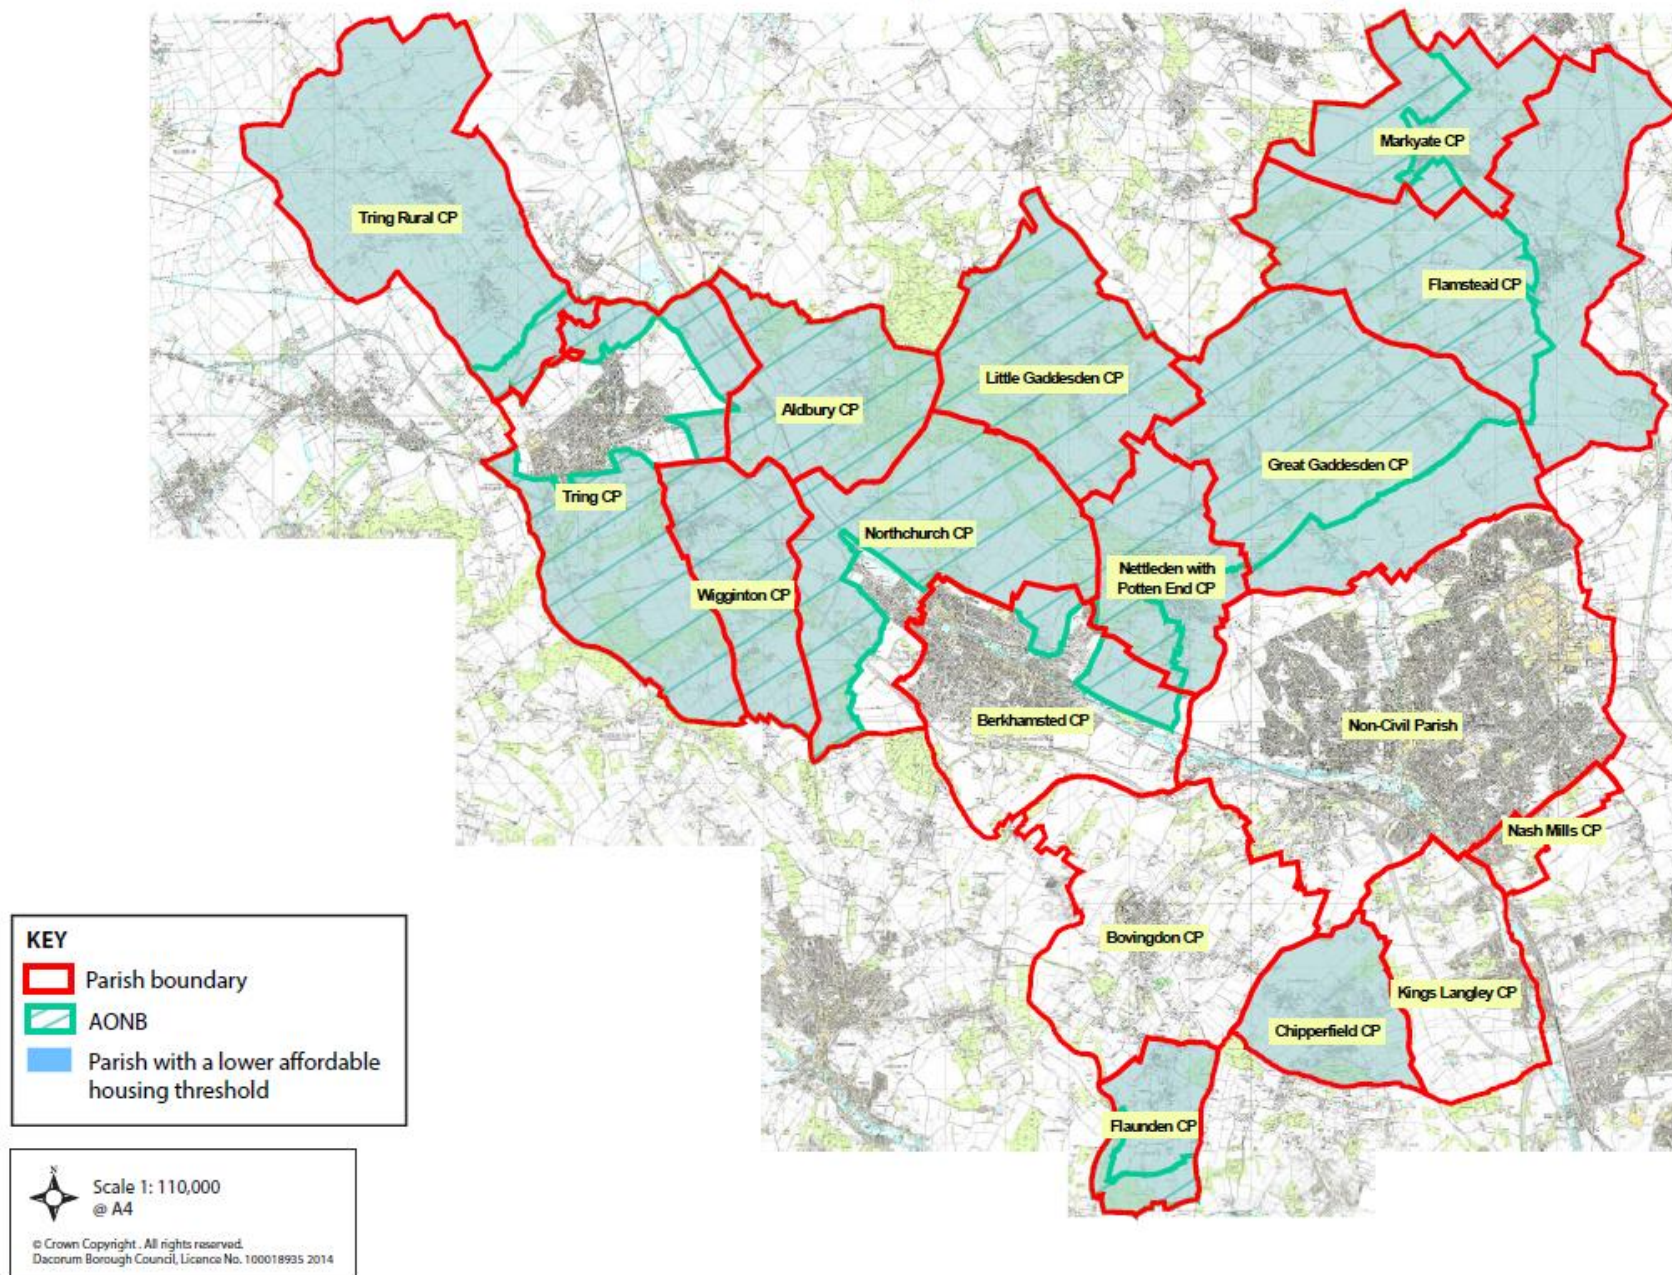 Markyate CP
Tring Rural CP
Flamstead CP
Little Gaddesden CP
Aldbury CP
Great Gaddesden CP
Tring CP
Northchurch CP
Nettleden with
Potten End CP
Wigginton CP
Berkhamsted CP
Non-Civil Parish
Nash Mills CP
Bovingdon CP
Kings Langley CP
Chipperfield CP
Flaunden CP
KEY
Parish boundary
AONB
Parish with a lower affordable
housing threshold
N
Scale 1: 110,000
@ A4
© Crown Copyright . All rights reserved.
Dacorum Borough Council, Licence No. 100018935 2014